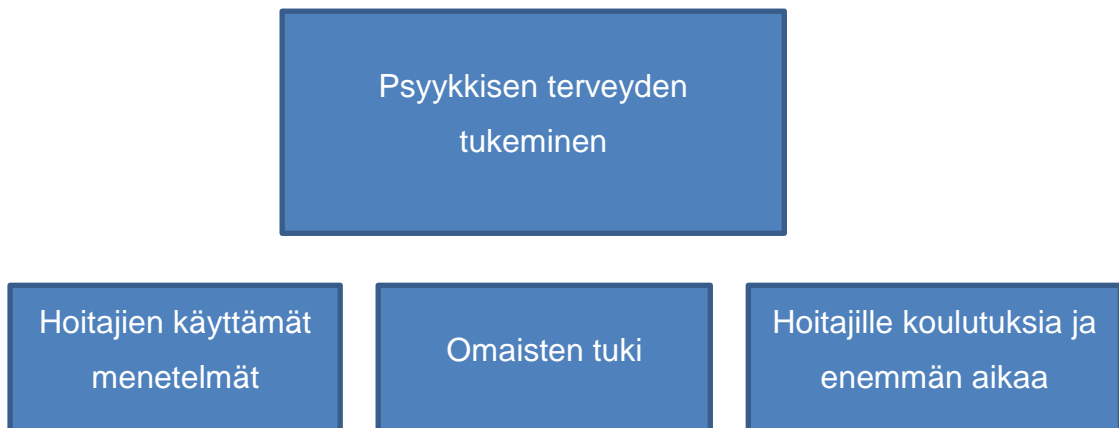 Psyykkisen terveyden
tukeminen
Hoitajien käyttämät
menetelmät
Omaisten tuki
Hoitajille koulutuksia ja
enemmän aikaa